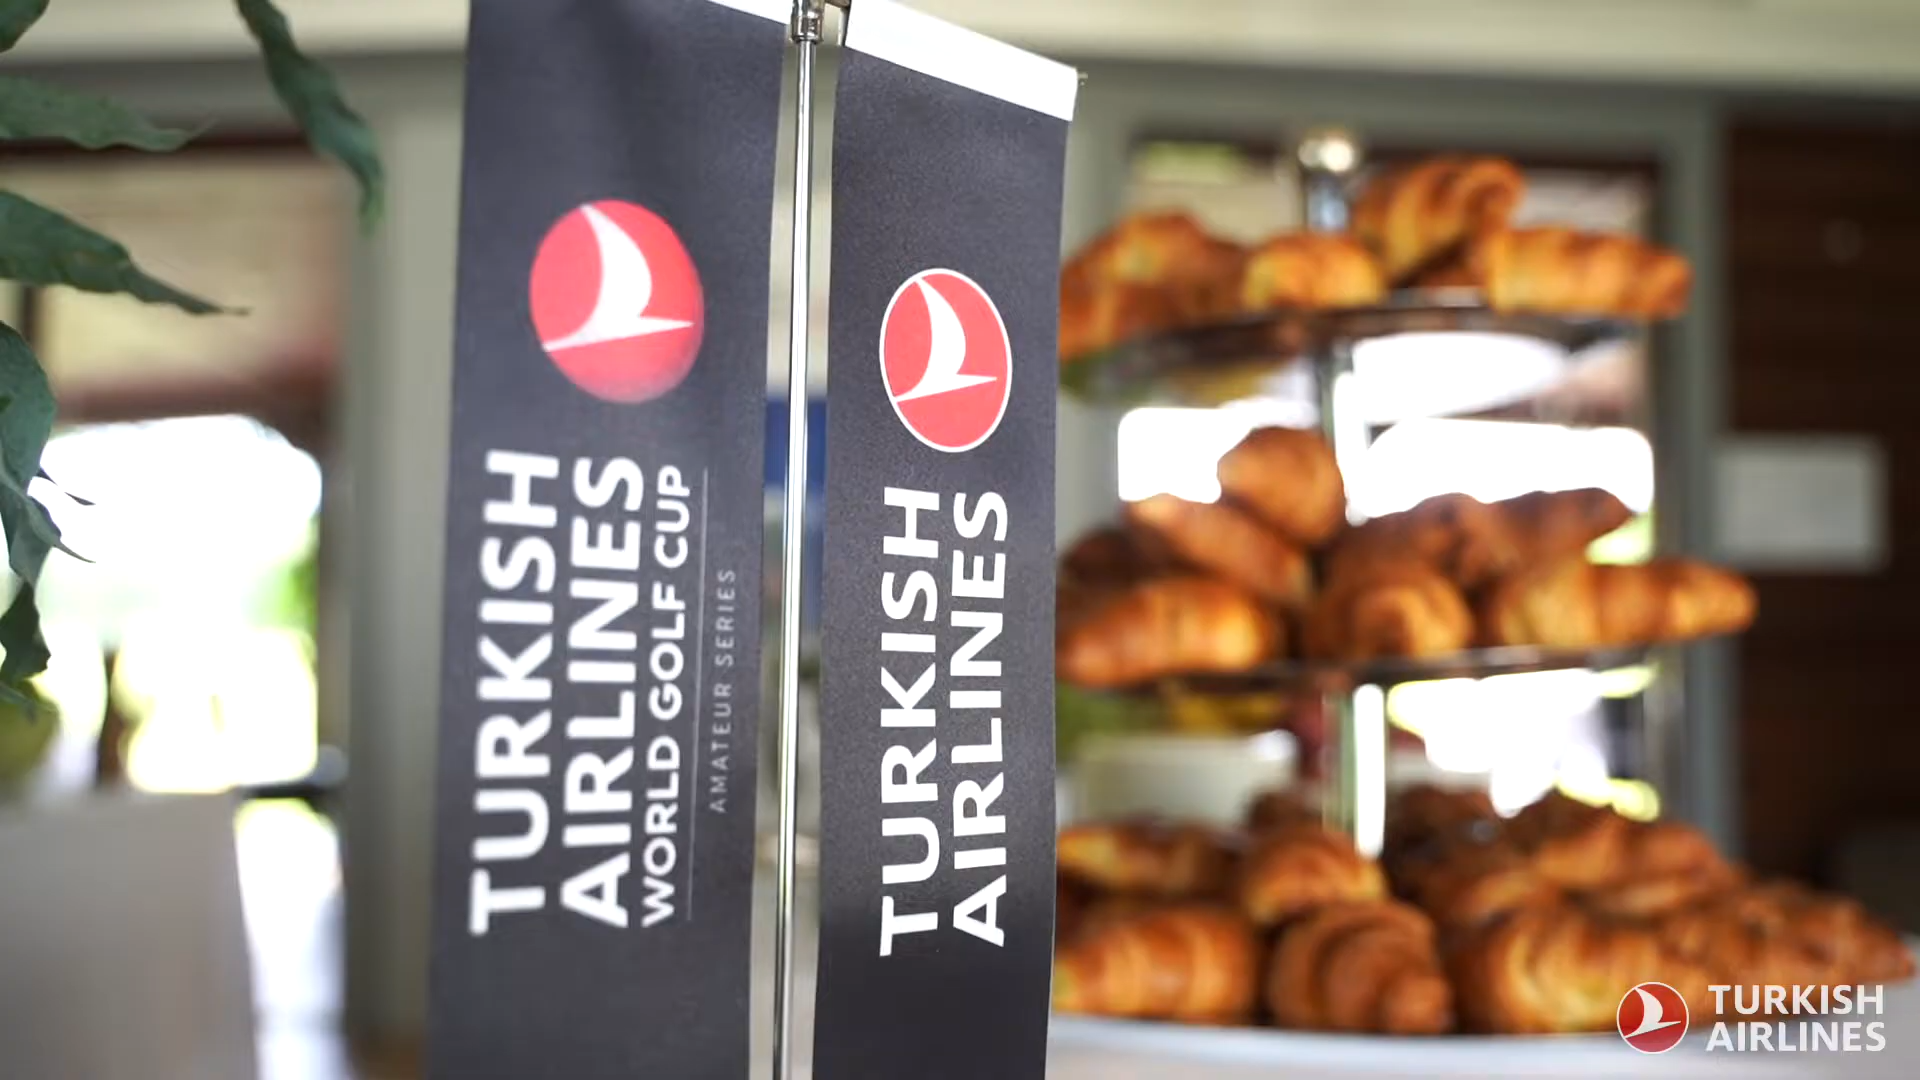 TURKISH
AIRLINES
WORLD GOLF CUP
AMATEUR SERIES
TURKISH
AIRLINES
TURKISH
AIRLINES